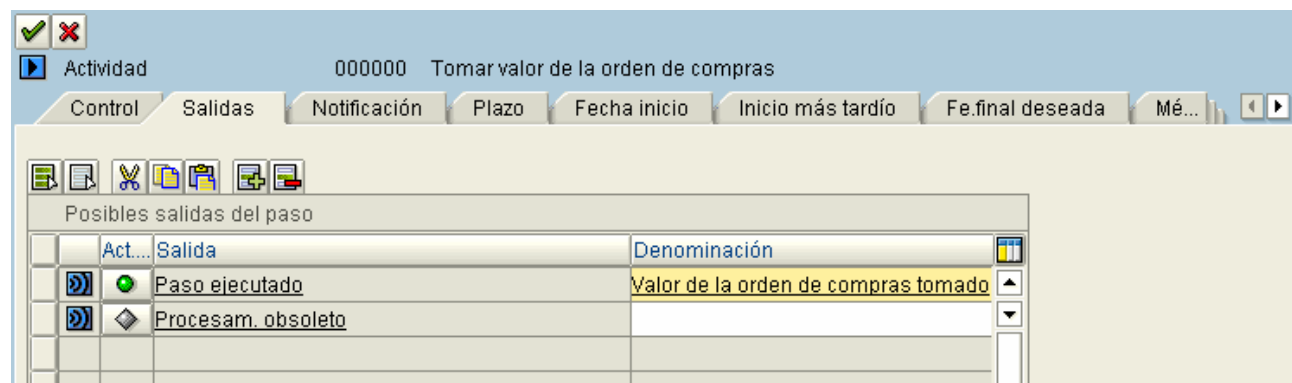 Actividad 000000 Tomar valor de la orden de compras
Control Salidas Notificación Plazo Fecha inicio Inicio más tardío Fe.final deseada Mé...
Posibles salidas del paso
Act.... Salida Denominación
Paso ejecutado Valor de la orden de compras tomado
Procesam. obsoleto